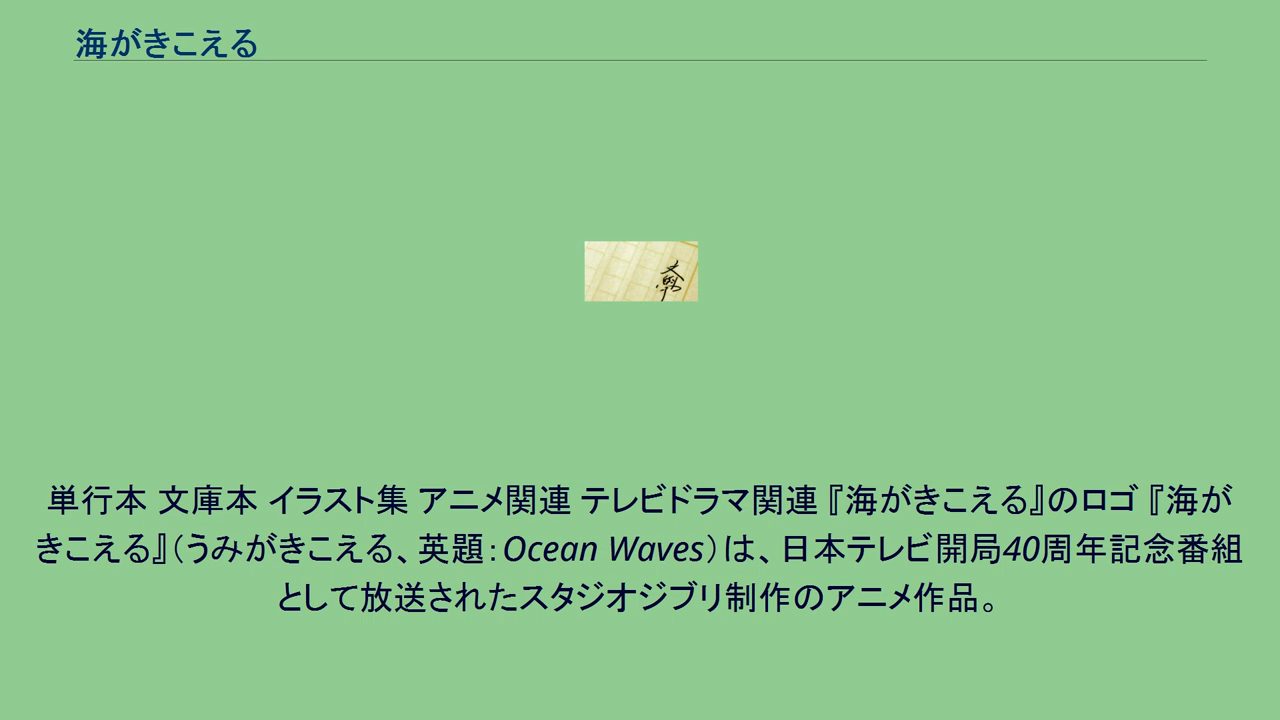 海がきこえる
単行本 文庫本 イラスト集 アニメ関連 テレビドラマ関連 『海がきこえる』のロゴ 『海が
きこえる』（うみがきこえる、英題：Ocean Waves）は、日本テレビ開局40周年記念番組
として放送されたスタジオジブリ制作のアニメ作品。